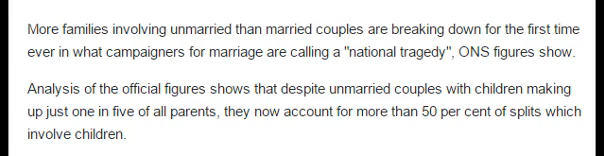 More families involving unmarried than married couples are breaking down for the first time
ever in what campaigners for marriage are calling a "national tragedy", ONS figures show.
Analysis of the official figures shows that despite unmarried couples with children making
up just one in five of all parents, they now account for more than 50 per cent of splits which
involve children.